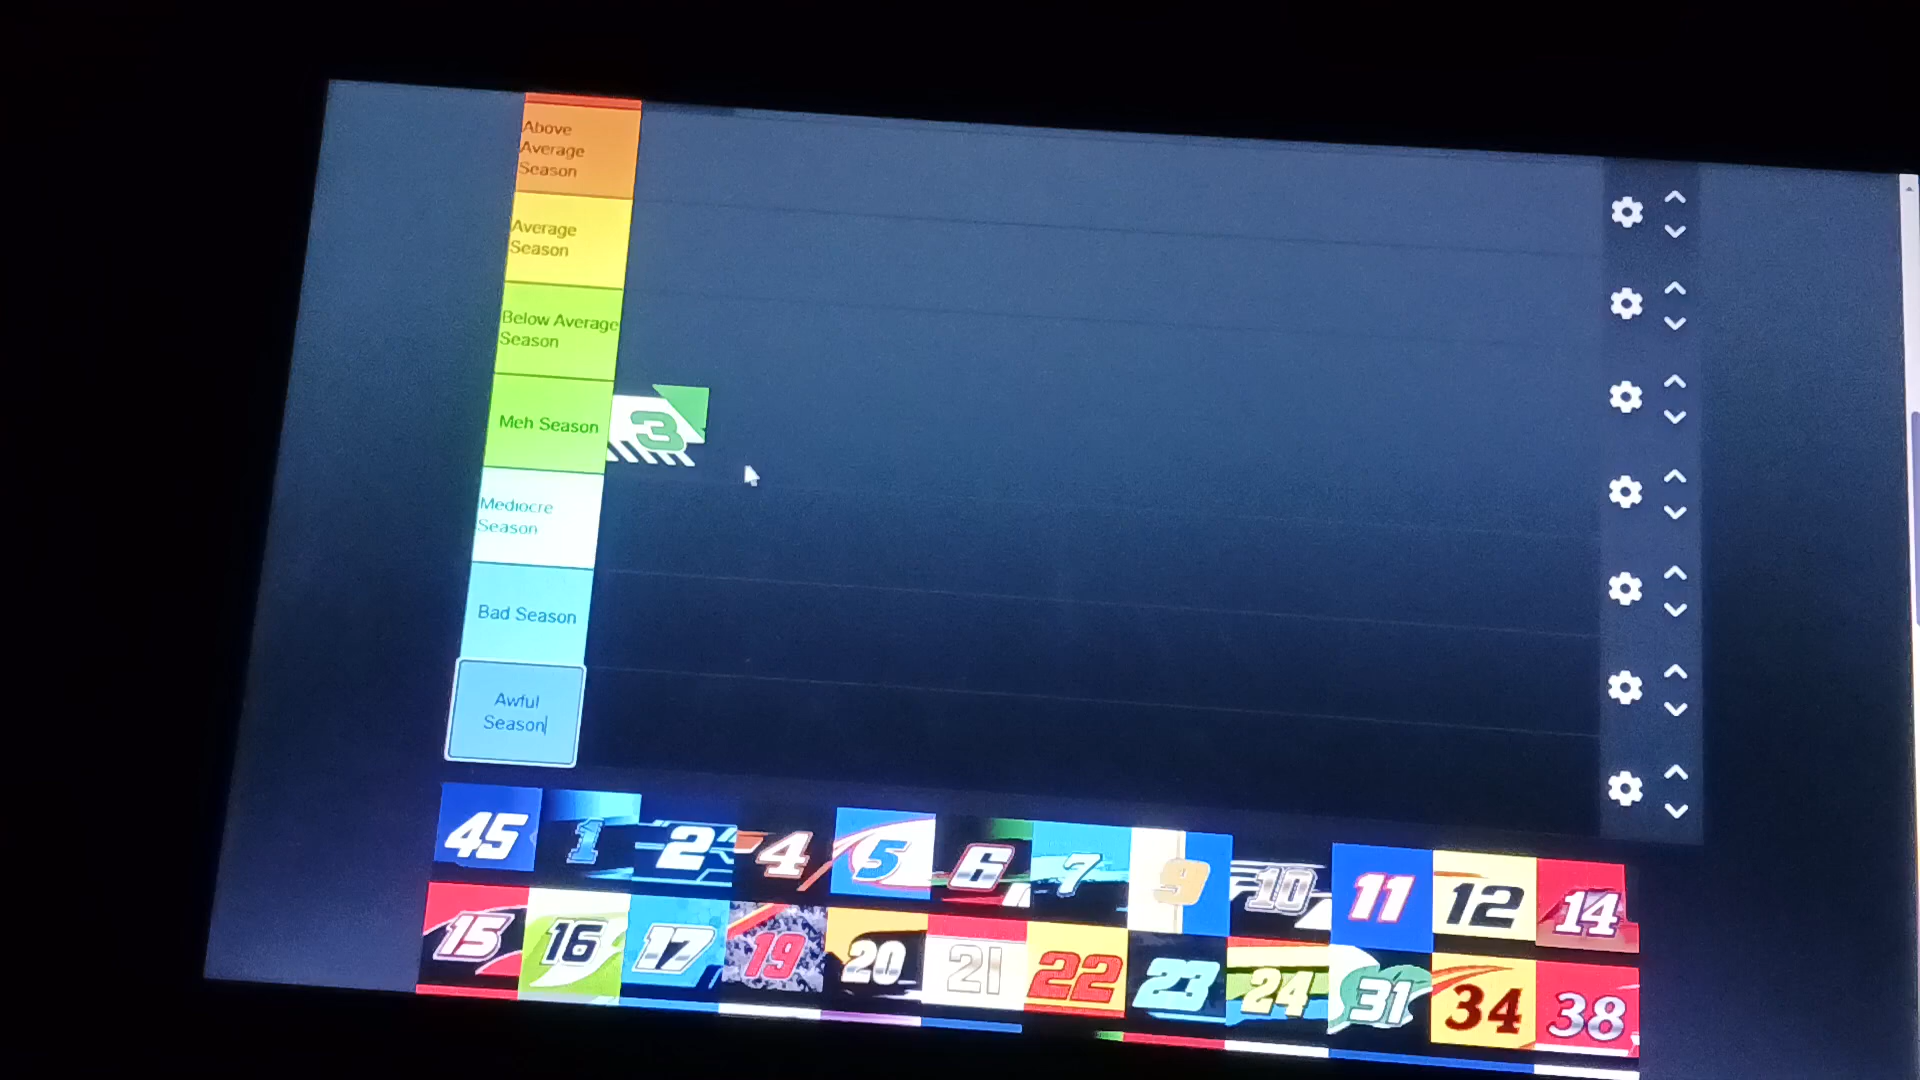 Above
Average
Season
Average
Season
Below Average
Season
Meh Season
3
Mediocre
Season
Bad Season
Awful
Season
45 1 2 4 5 6 7 9 10 11 12 14
15 16 17 19 20 21 22 23 24 31 34 38